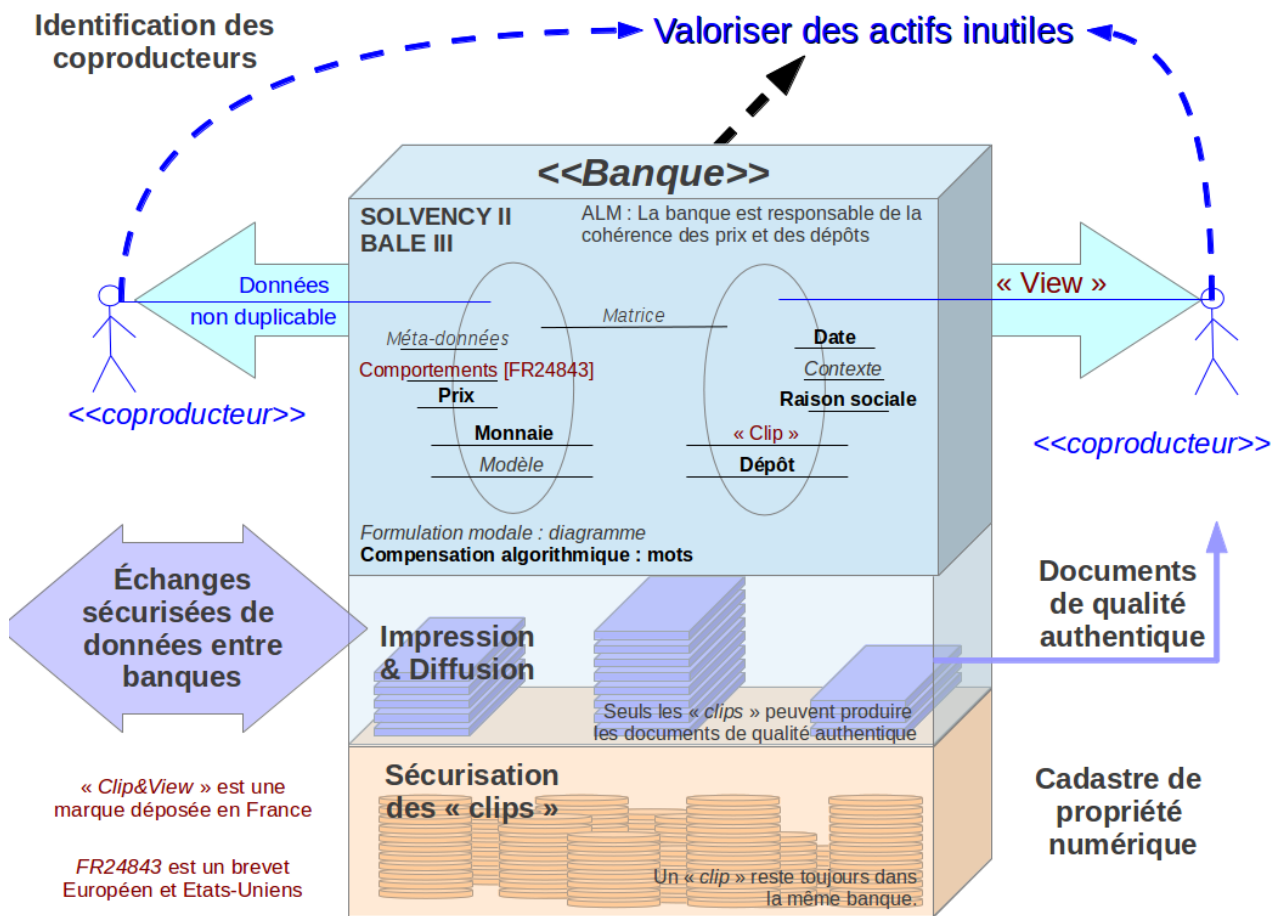 Identification des
coproducteurs
Valoriser des actifs inutiles
<<Banque>>
SOLVENCY II
BALE III
ALM : La banque est responsable de la
cohérence des prix et des dépôts
Données
non duplicable
« View »
Matrice
Méta-données
Comportements [FR24843]
Prix
Monnaie
Modèle
Date
Contexte
Raison sociale
« Clip »
Dépôt
<<coproducteur>>
<<coproducteur>>
Formulation modale : diagramme
Compensation algorithmique : mots
Échanges
sécurisées de
données entre
banques
Impression
& Diffusion
Documents
de qualité
authentique
Seuls les « clips » peuvent produire
les documents de qualité authentique
Sécurisation
des « clips »
Cadastre de
propriété
numérique
« Clip&View » est une
marque déposée en France
FR24843 est un brevet
Européen et Etats-Uniens
Un « clip » reste toujours dans
la même banque.